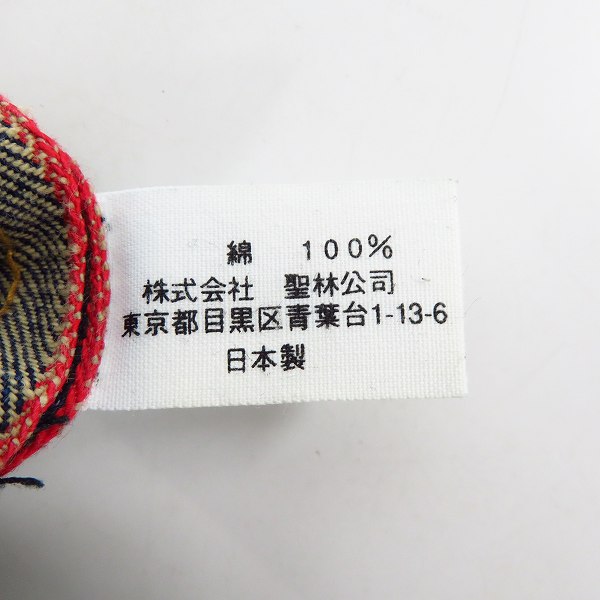 綿 100%
株式会社 聖林公司
東京都目黒区青葉台1-13-6
日本製